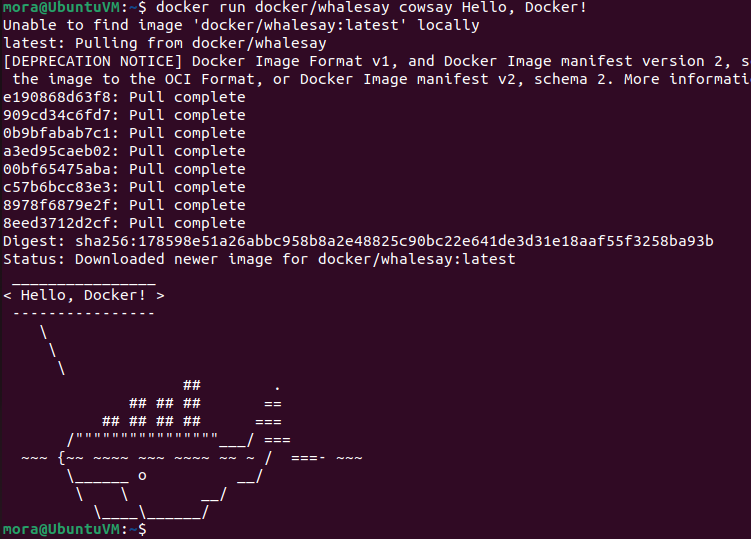 mora@UbuntuVM:~$ docker run docker/whalesay cowsay Hello, Docker!
Unable to find image 'docker/whalesay:latest' locally
latest: Pulling from docker/whalesay
[DEPRECATION NOTICE] Docker Image Format v1, and Docker Image manifest version 2, s
 the image to the OCI Format, or Docker Image manifest v2, schema 2. More informati
e190868d63f8: Pull complete
909cd34c6fd7: Pull complete
0b9bfabab7c1: Pull complete
a3ed95caeb02: Pull complete
00bf65475aba: Pull complete
c57b6bcc83e3: Pull complete
8978f6879e2f: Pull complete
8eed3712d2cf: Pull complete
Digest: sha256:178598e51a26abbc958b8a2e48825c90bc22e641de3d31e18aaf55f3258ba93b
Status: Downloaded newer image for docker/whalesay:latest
 ________________
< Hello, Docker! >
 ----------------
    \
     \
      \
                    ##        .
              ## ## ##       ==
           ## ## ## ##      ===
       /""""""""""""""""___/ ===
  ~~~ {~~ ~~~~ ~~~ ~~~~ ~~ ~ /  ===- ~~~
       \______ o          __/
        \    \        __/
          \____\______/
mora@UbuntuVM:~$